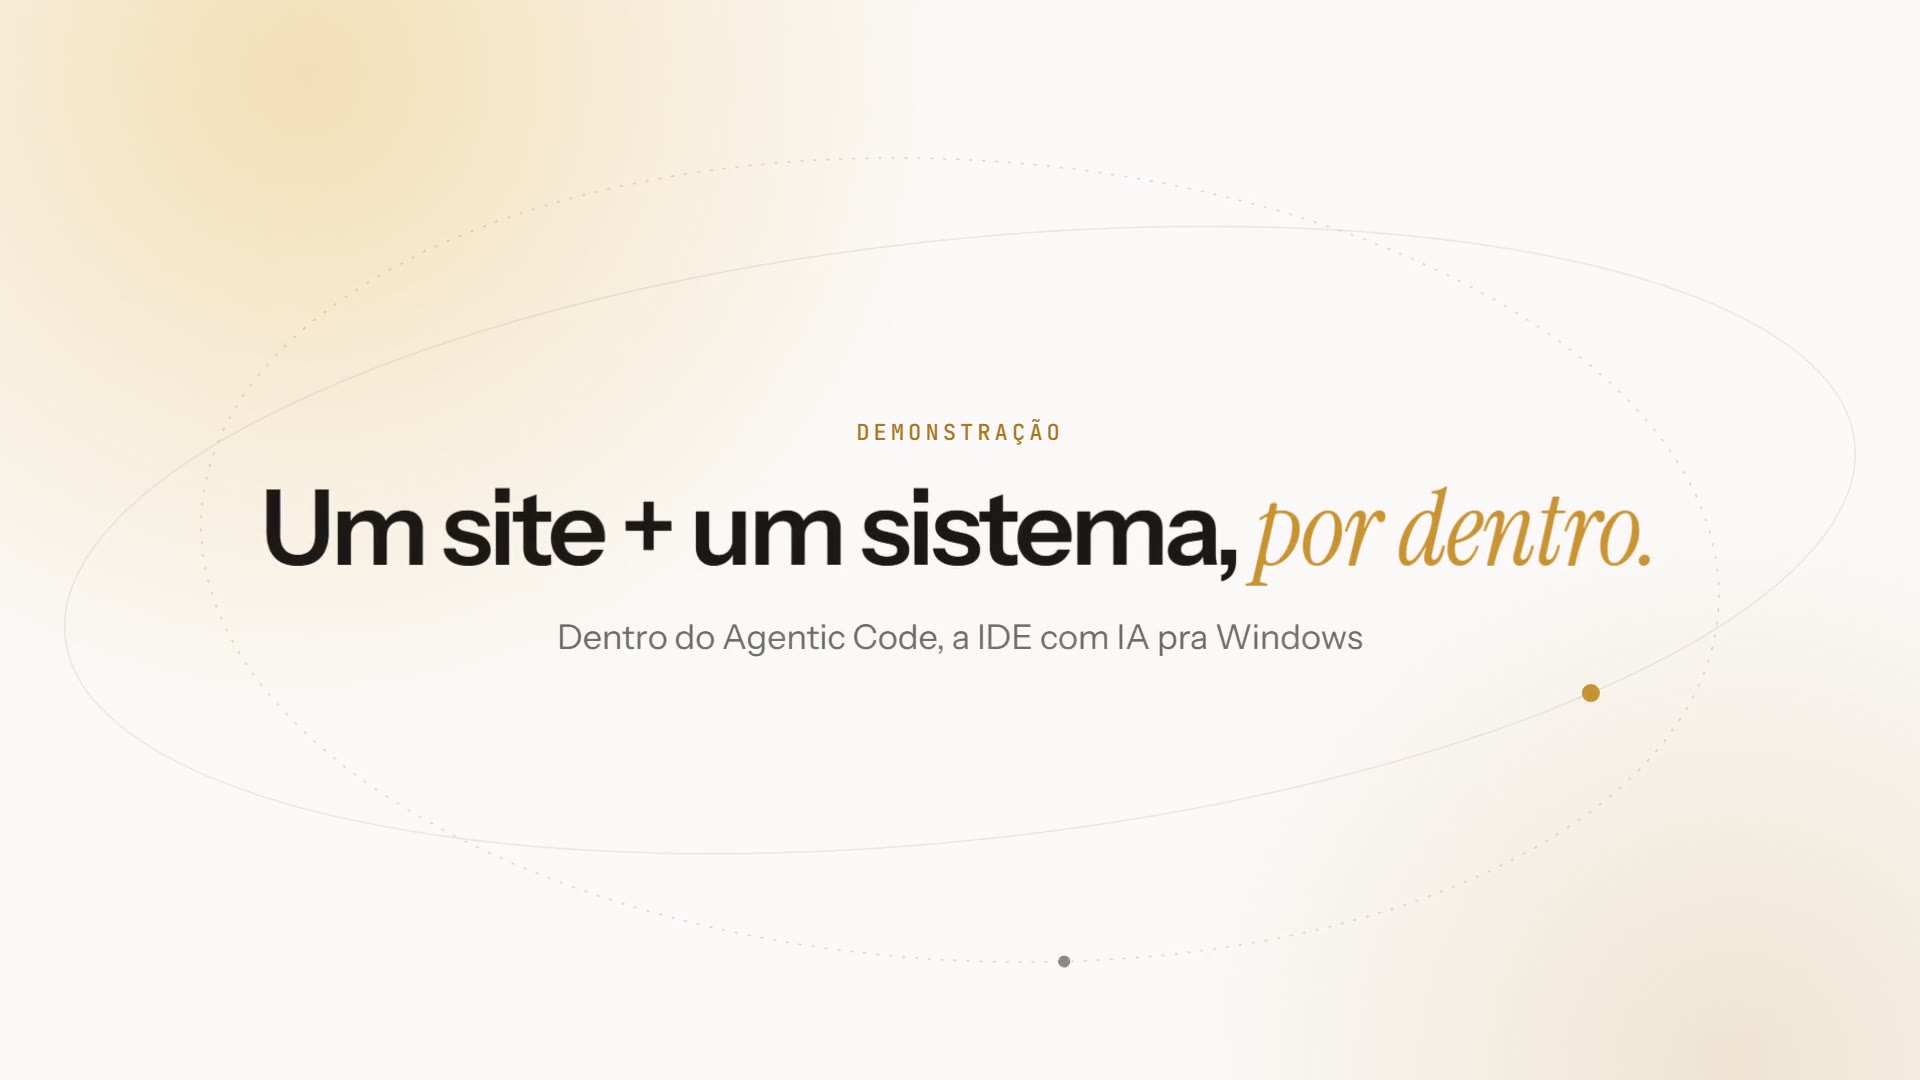 DEMONSTRAÇÃO
Um site + um sistema, por dentro.
Dentro do Agentic Code, a IDE com IA pra Windows